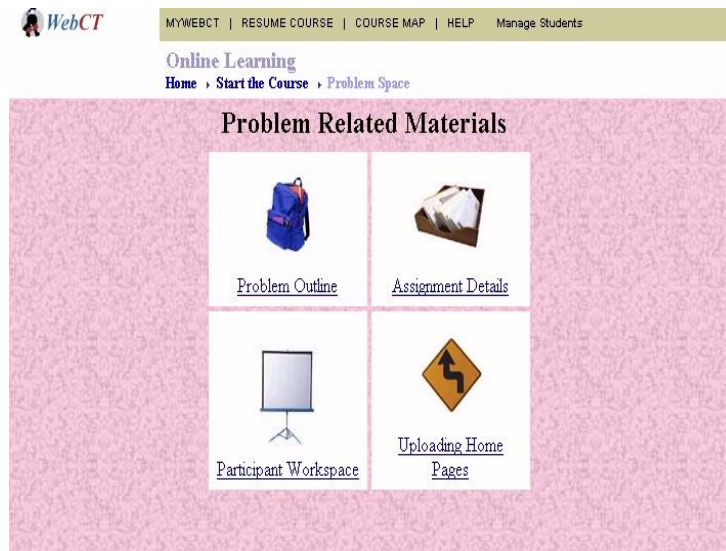 WebCT
MYWEBCT | RESUME COURSE | COURSE MAP | HELP Manage Students
Online Learning
Home › Start the Course › Problem Space
Problem Related Materials
Problem Outline
Assignment Details
Participant Workspace
Uploading Home
Pages